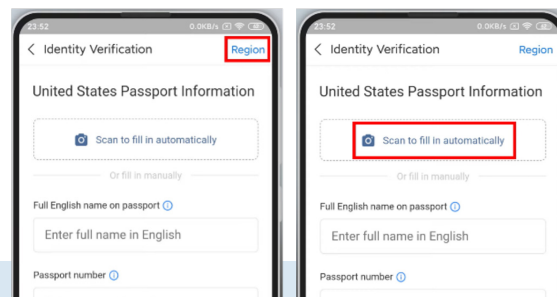 23:52 0.0KB/s
Identity Verification Region
United States Passport Information
Scan to fill in automatically
Or fill in manually
Full English name on passport
Enter full name in English
Passport number
23:52 0.0KB/s
Identity Verification Region
United States Passport Information
Scan to fill in automatically
Or fill in manually
Full English name on passport
Enter full name in English
Passport number